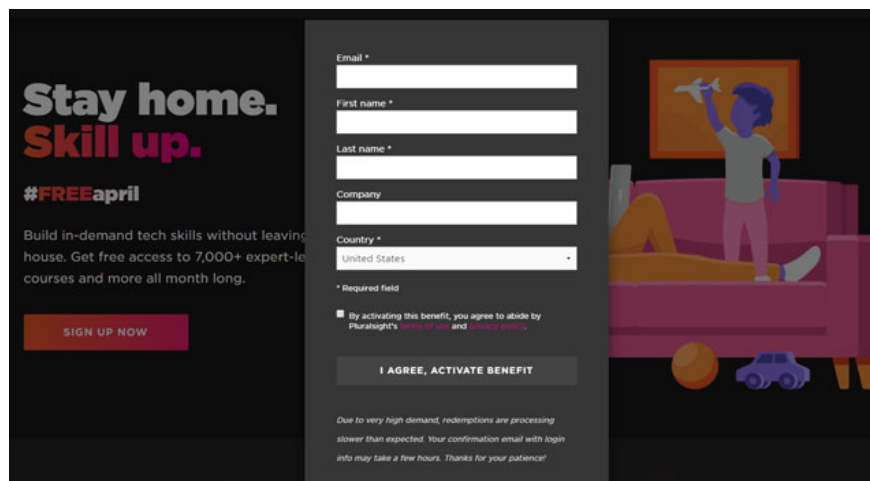 Stay home.
Skill up.
#FREEapril
Build in-demand tech skills without leaving
house. Get free access to 7,000+ expert-le
courses and more all month long.
SIGN UP NOW
Email *
First name *
Last name *
Company
Country *
United States
* Required field
By activating this benefit, you agree to abide by
Pluralsight's terms of use and privacy policy.
I AGREE, ACTIVATE BENEFIT
Due to very high demand, redemptions are processing
slower than expected. Your confirmation email with login
info may take a few hours. Thanks for your patience!